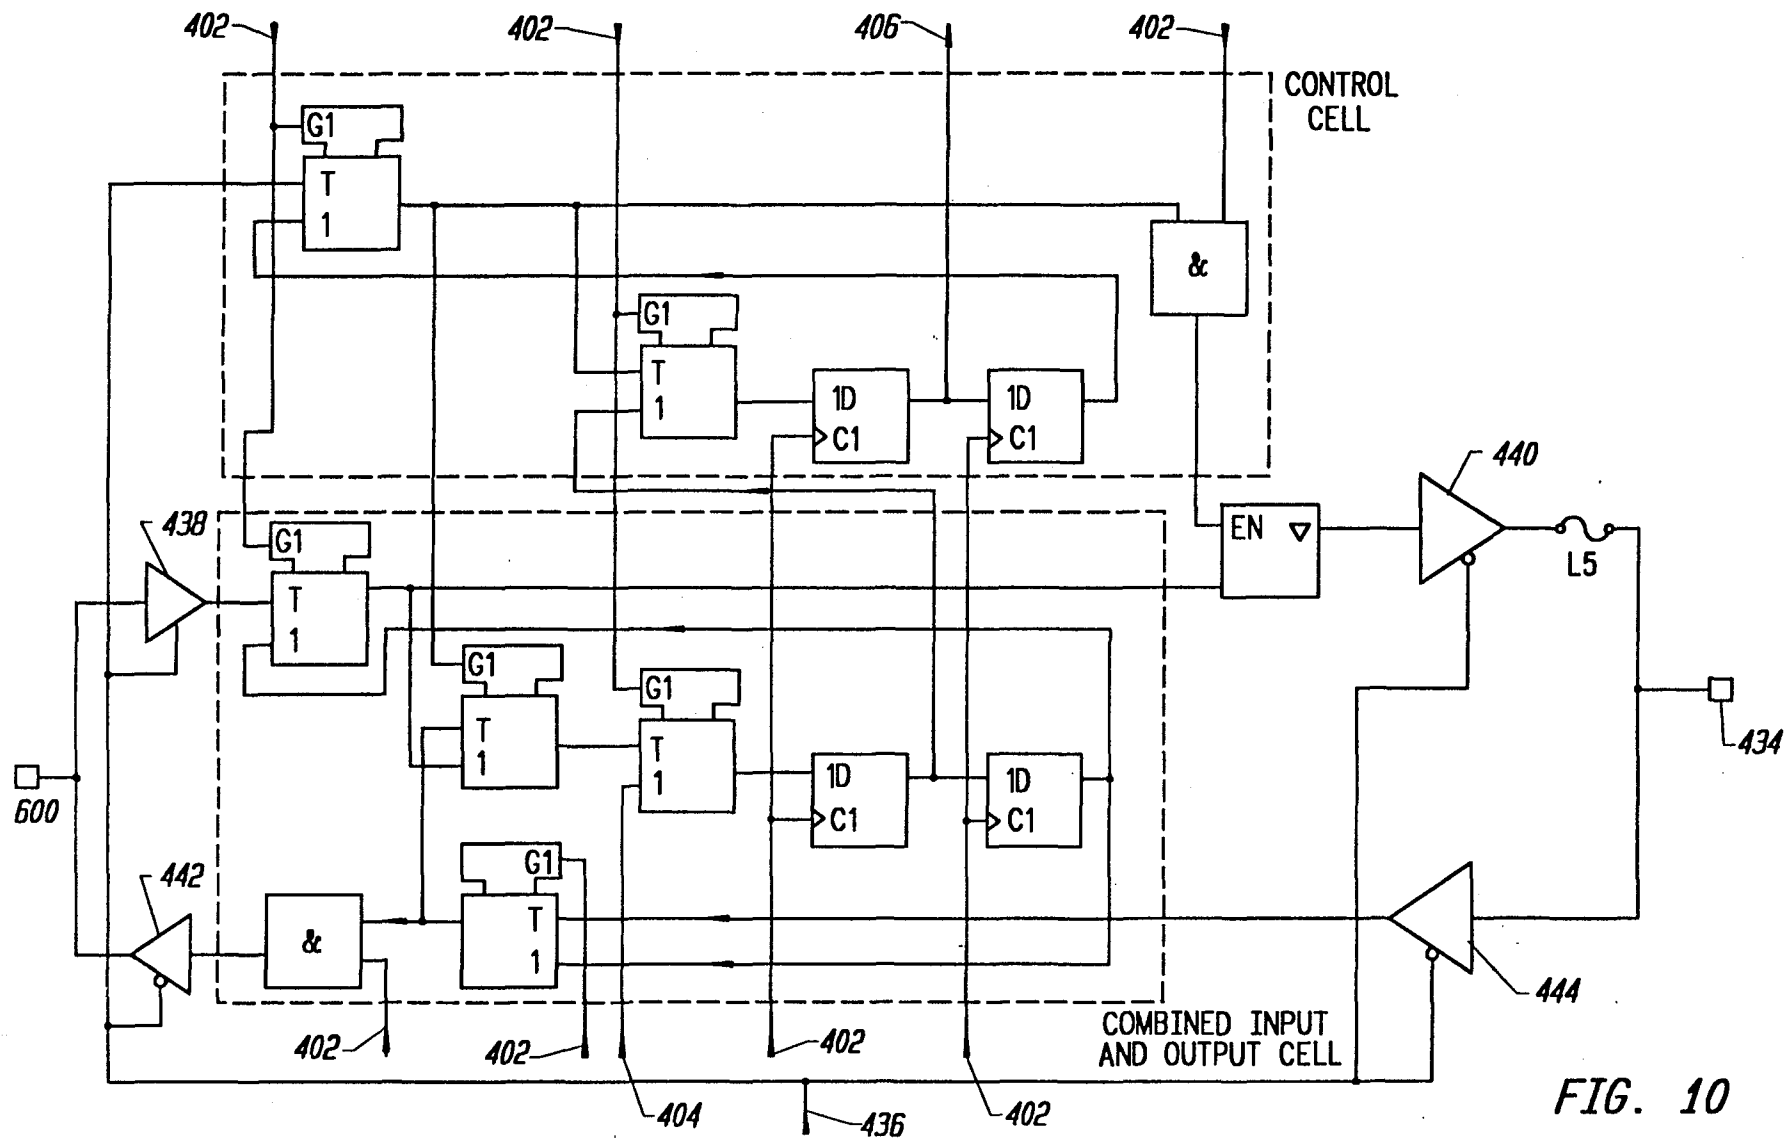 402
402
406
402
CONTROL
CELL
G1
T
1
&
G1
T
1
1D
C1
1D
C1
440
438
G1
T
1
EN ▽
L5
G1
T
1
G1
T
1
1D
C1
1D
C1
434
600
442
G1
T
1
&
444
402
402
402
COMBINED INPUT
AND OUTPUT CELL
404
436
402
FIG. 10